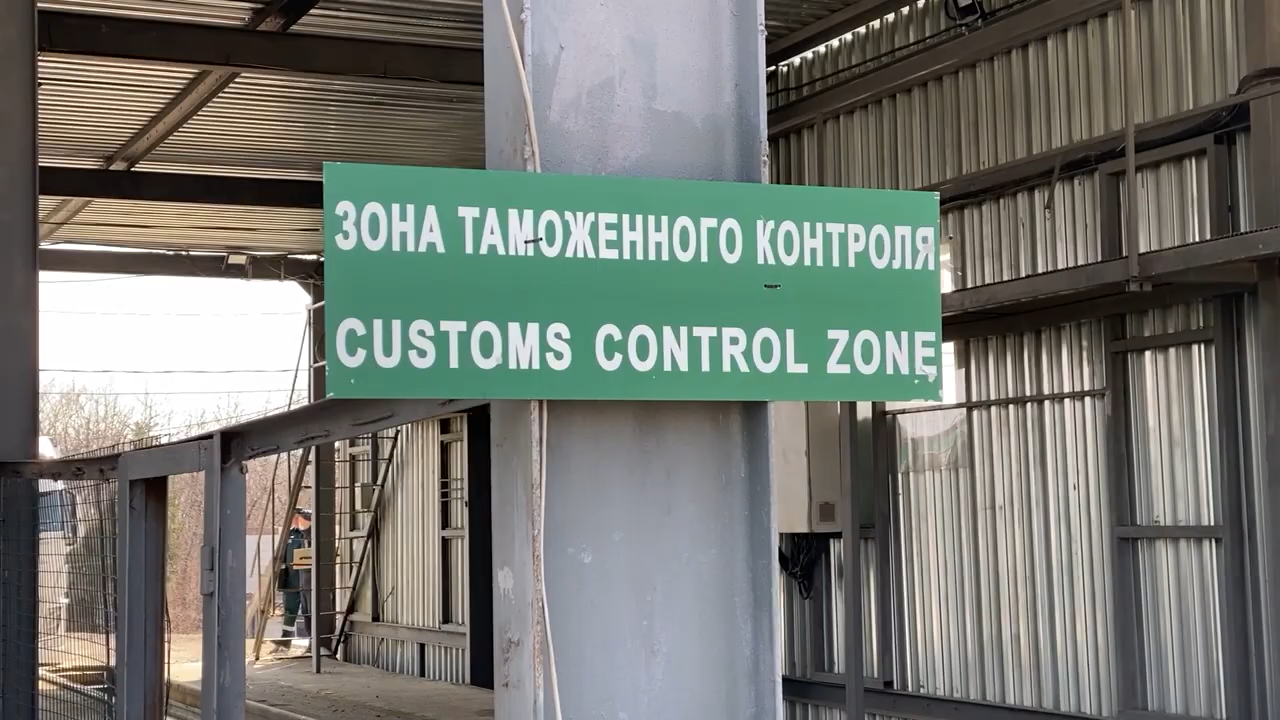 ЗОНА ТАМОЖЕННОГО КОНТРОЛЯ
CUSTOMS CONTROL ZONE